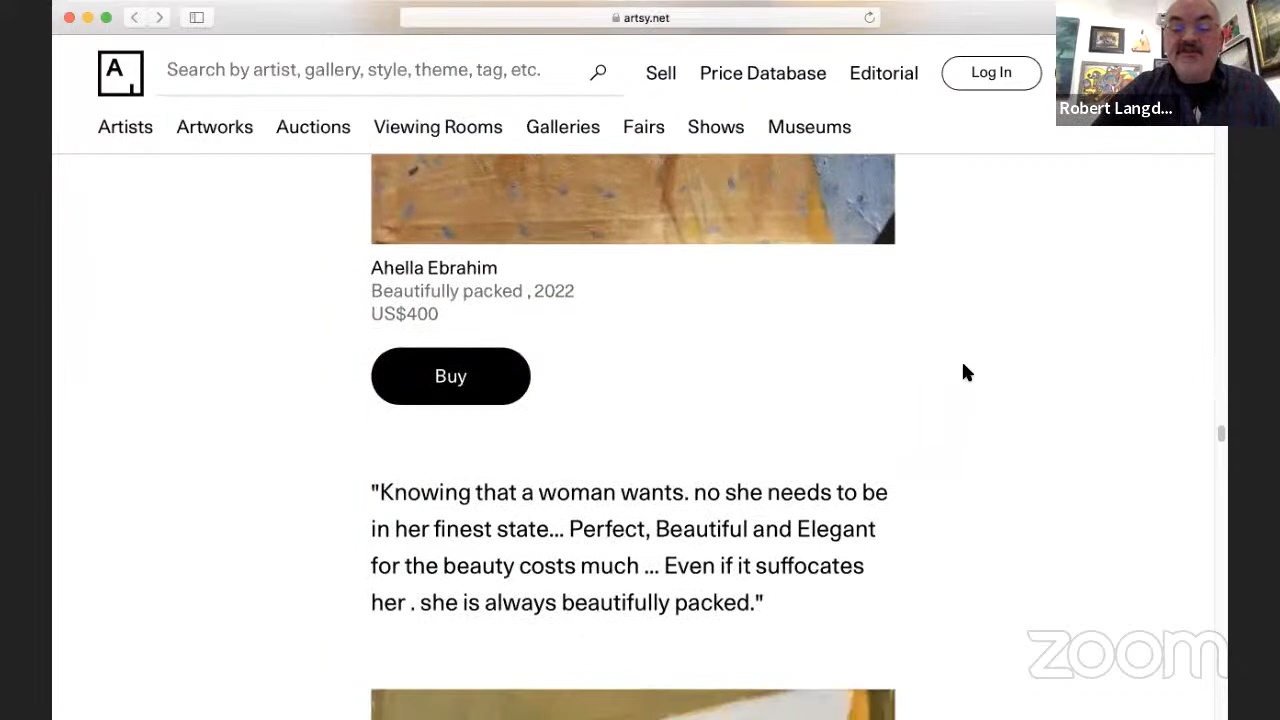 artsy.net
A
Search by artist, gallery, style, theme, tag, etc.
Sell Price Database Editorial Log In
Robert Langd...
Artists Artworks Auctions Viewing Rooms Galleries Fairs Shows Museums
Ahella Ebrahim
Beautifully packed , 2022
US$400
Buy
"Knowing that a woman wants. no she needs to be
in her finest state... Perfect, Beautiful and Elegant
for the beauty costs much ... Even if it suffocates
her . she is always beautifully packed."
zoom